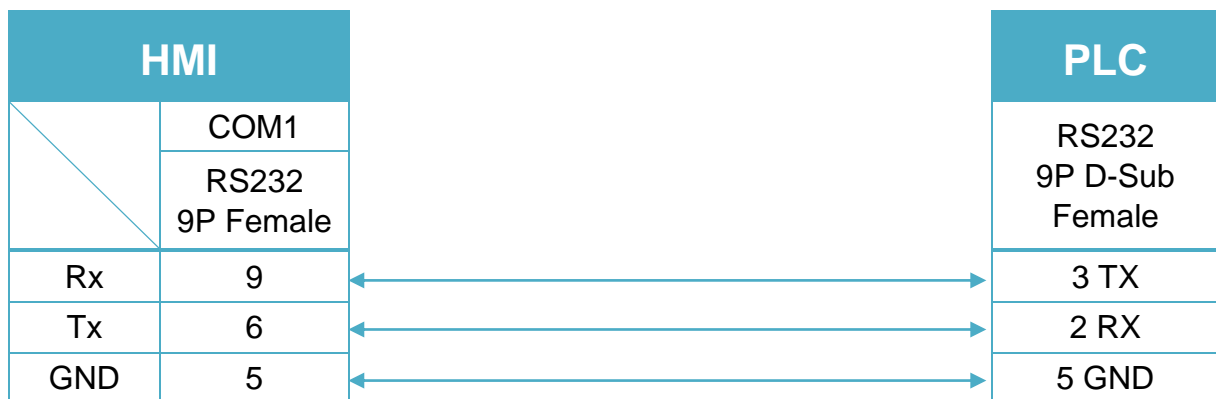 HMI
PLC
COM1
RS232
9P Female
RS232
9P D-Sub
Female
Rx 9 3 TX
Tx 6 2 RX
GND 5 5 GND